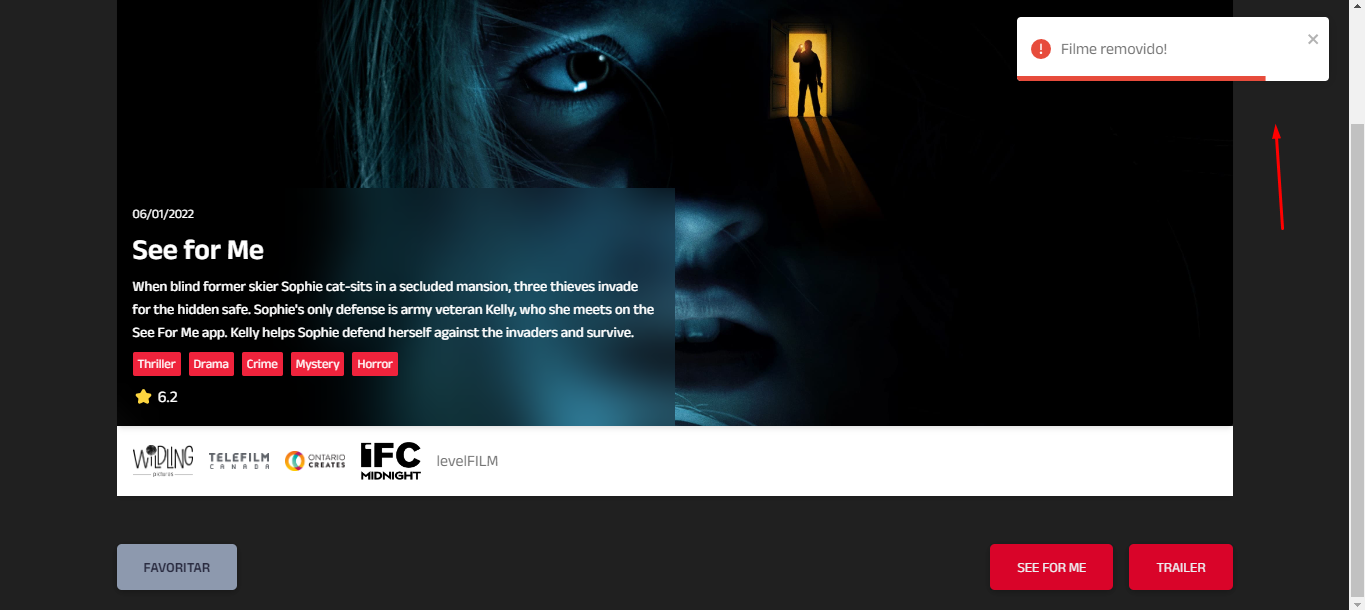 Filme removido!
06/01/2022
See for Me
When blind former skier Sophie cat-sits in a secluded mansion, three thieves invade
for the hidden safe. Sophie's only defense is army veteran Kelly, who she meets on the
See For Me app. Kelly helps Sophie defend herself against the invaders and survive.
Thriller Drama Crime Mystery Horror
6.2
WiLDLING pictures TELEFILM CANADA ONTARIO CREATES iFC MIDNIGHT levelFILM
FAVORITAR SEE FOR ME TRAILER